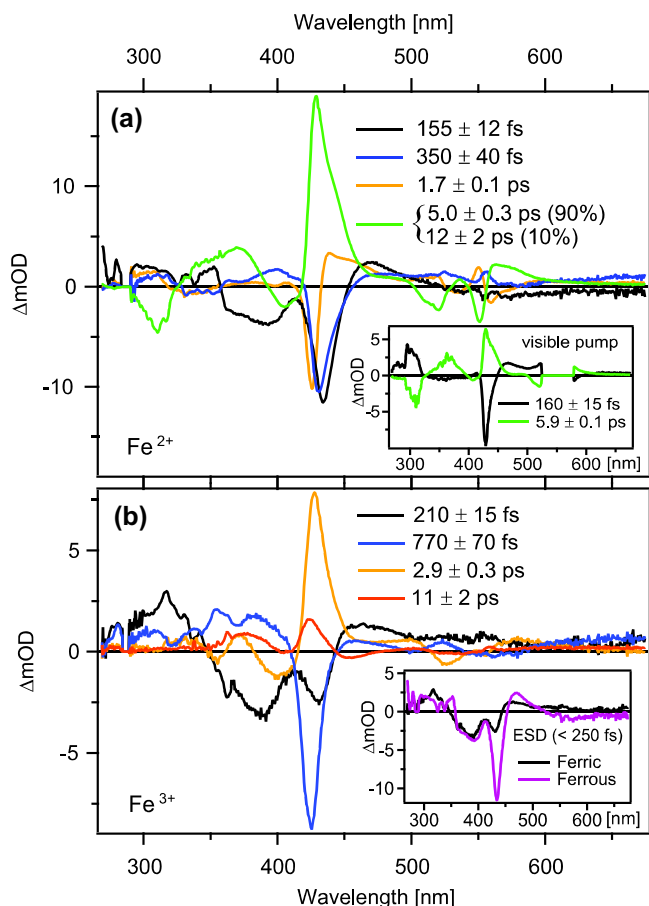 Wavelength [nm]
300 400 500 600
(a)
155 ± 12 fs
350 ± 40 fs
1.7 ± 0.1 ps
{5.0 ± 0.3 ps (90%)
12 ± 2 ps (10%)
10
0
-10
ΔmOD
Fe2+
visible pump
5
0
-5
ΔmOD
160 ± 15 fs
5.9 ± 0.1 ps
300 400 500 600 [nm]
(b)
210 ± 15 fs
770 ± 70 fs
2.9 ± 0.3 ps
11 ± 2 ps
5
0
-5
ΔmOD
Fe3+
5
0
-5
-10
ΔmOD
ESD (< 250 fs)
Ferric
Ferrous
300 400 500 600 [nm]
300 400 500 600
Wavelength [nm]